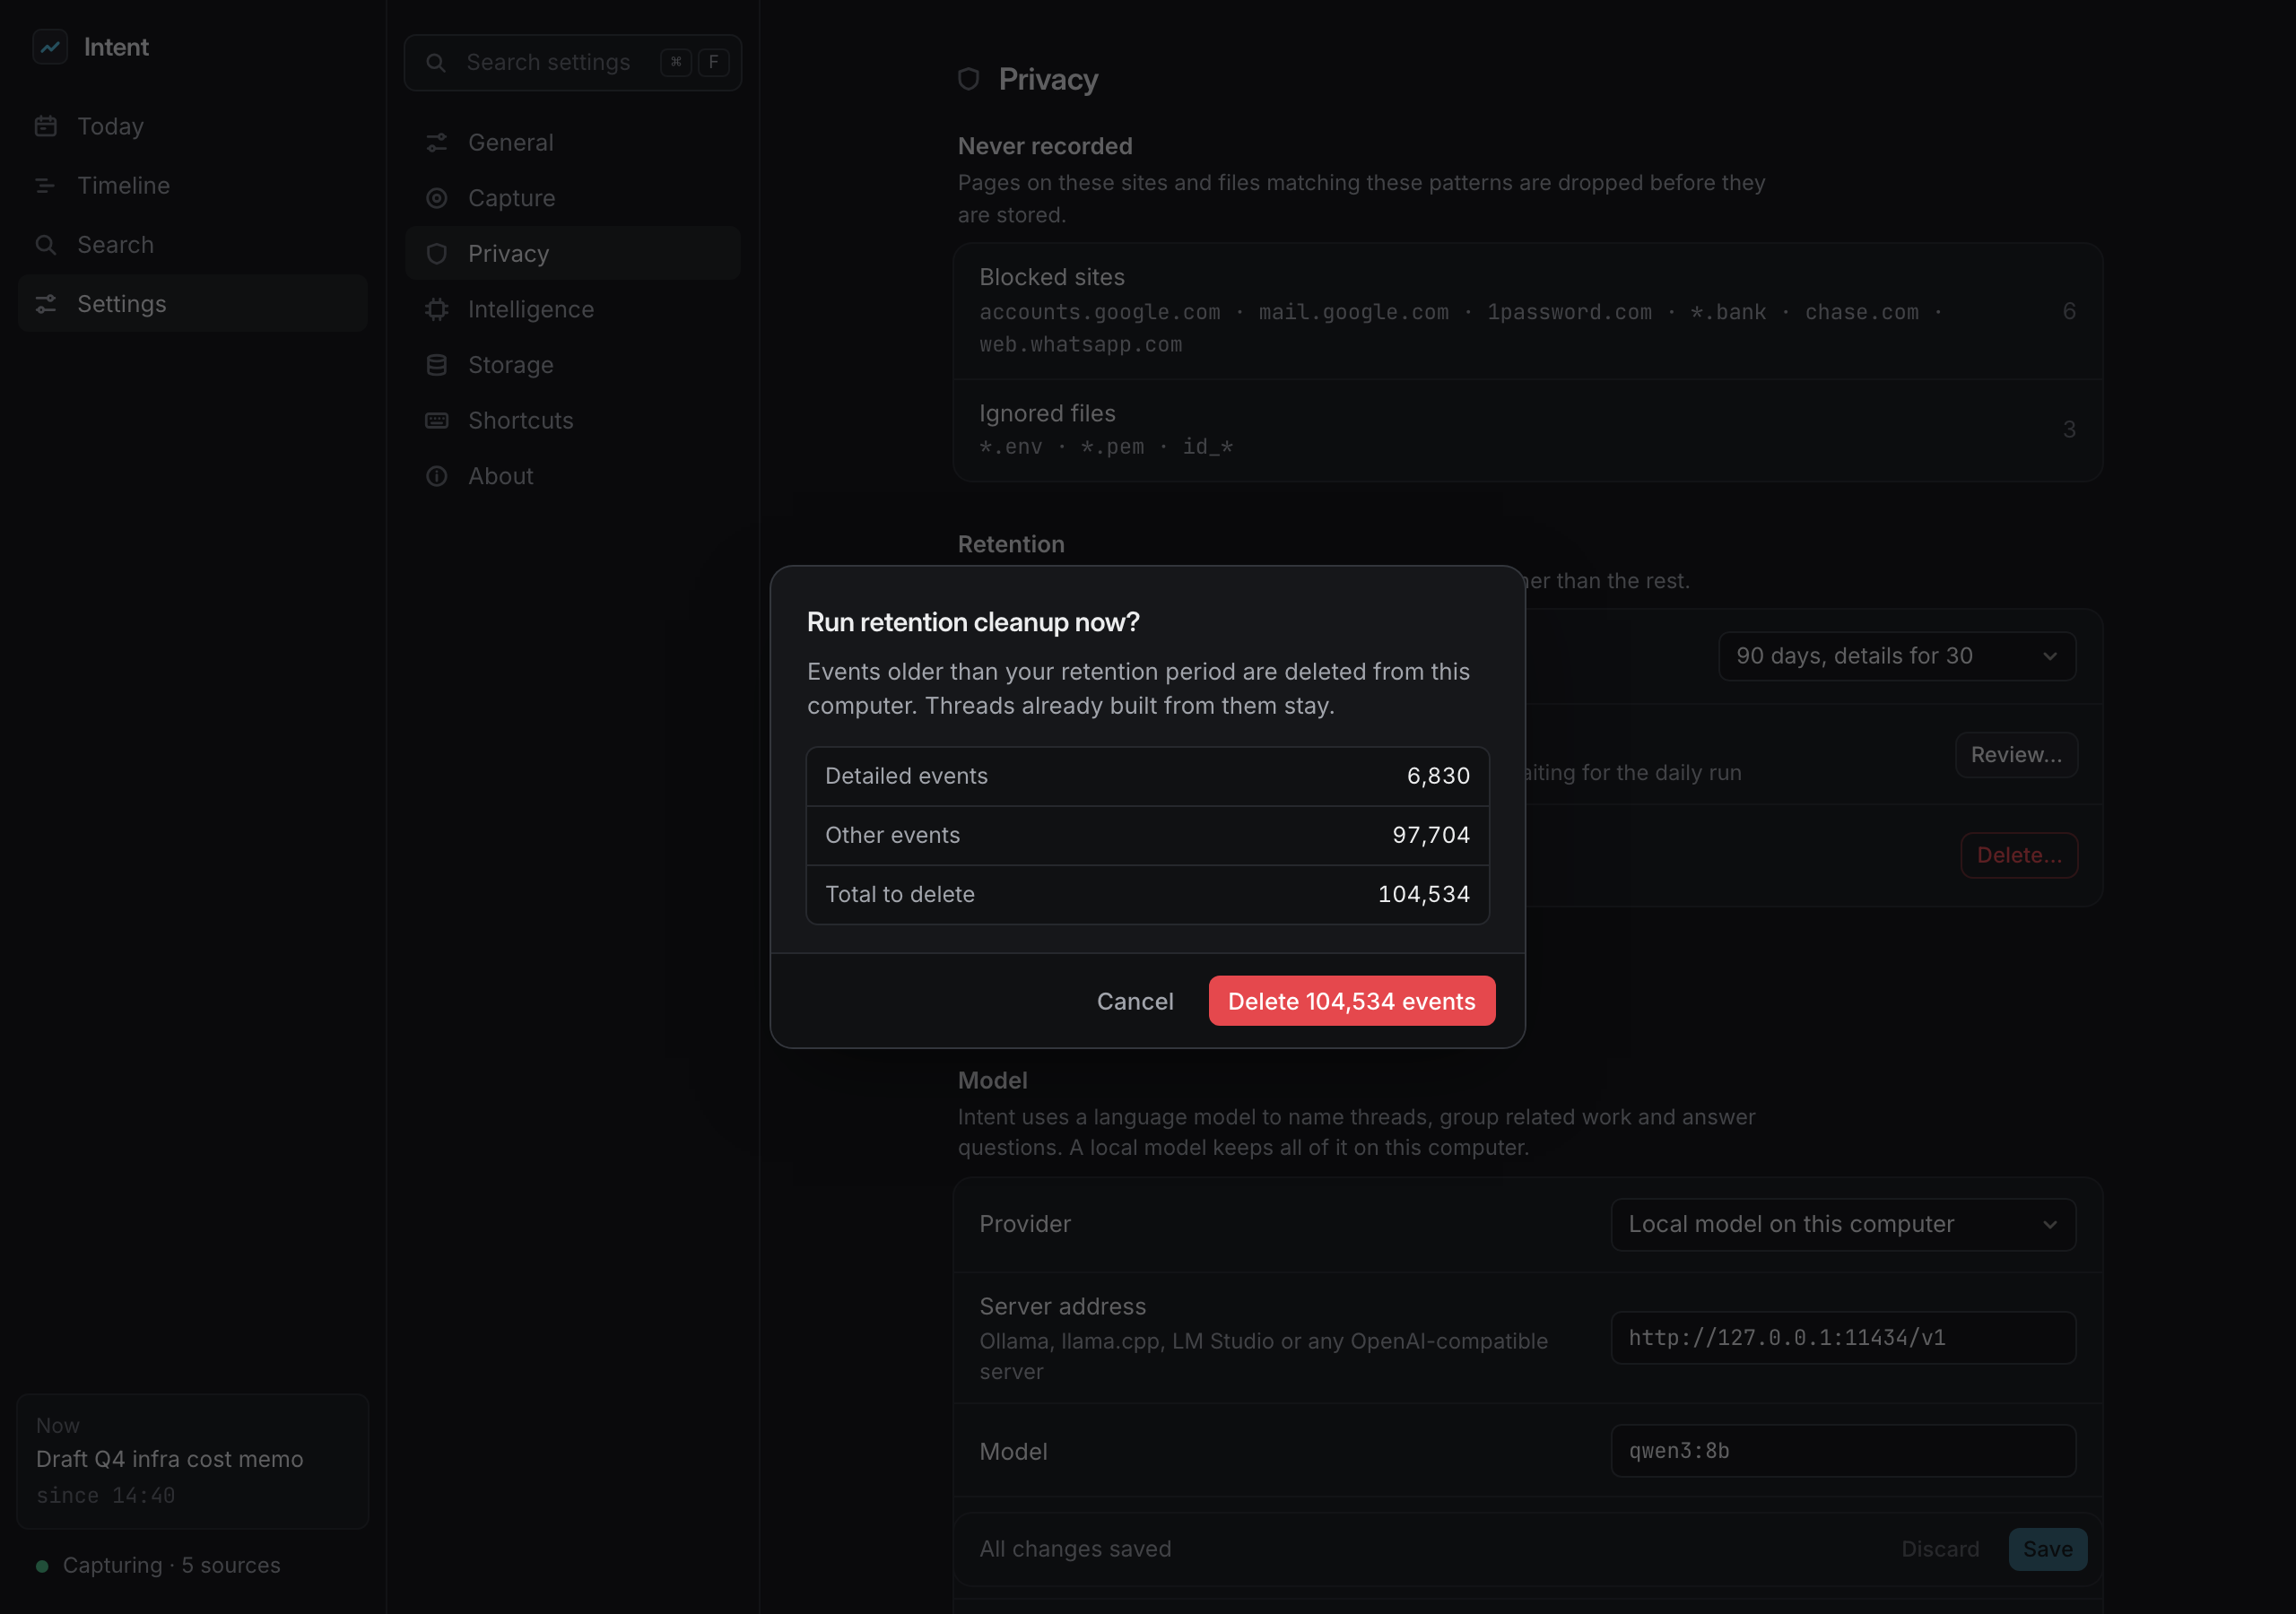 Intent
Today
Timeline
Search
Settings
Now
Draft Q4 infra cost memo
since 14:40
Capturing · 5 sources
Search settings ⌘ F
General
Capture
Privacy
Intelligence
Storage
Shortcuts
About
Privacy
Never recorded
Pages on these sites and files matching these patterns are dropped before they
are stored.
Blocked sites
accounts.google.com · mail.google.com · 1password.com · *.bank · chase.com ·
web.whatsapp.com
6
Ignored files
*.env · *.pem · id_*
3
Retention
than the rest.
90 days, details for 30
for the daily run
Review...
Delete...
Run retention cleanup now?
Events older than your retention period are deleted from this
computer. Threads already built from them stay.
Detailed events 6,830
Other events 97,704
Total to delete 104,534
Cancel Delete 104,534 events
Model
Intent uses a language model to name threads, group related work and answer
questions. A local model keeps all of it on this computer.
Provider Local model on this computer
Server address
Ollama, llama.cpp, LM Studio or any OpenAI-compatible
server
http://127.0.0.1:11434/v1
Model qwen3:8b
All changes saved Discard Save